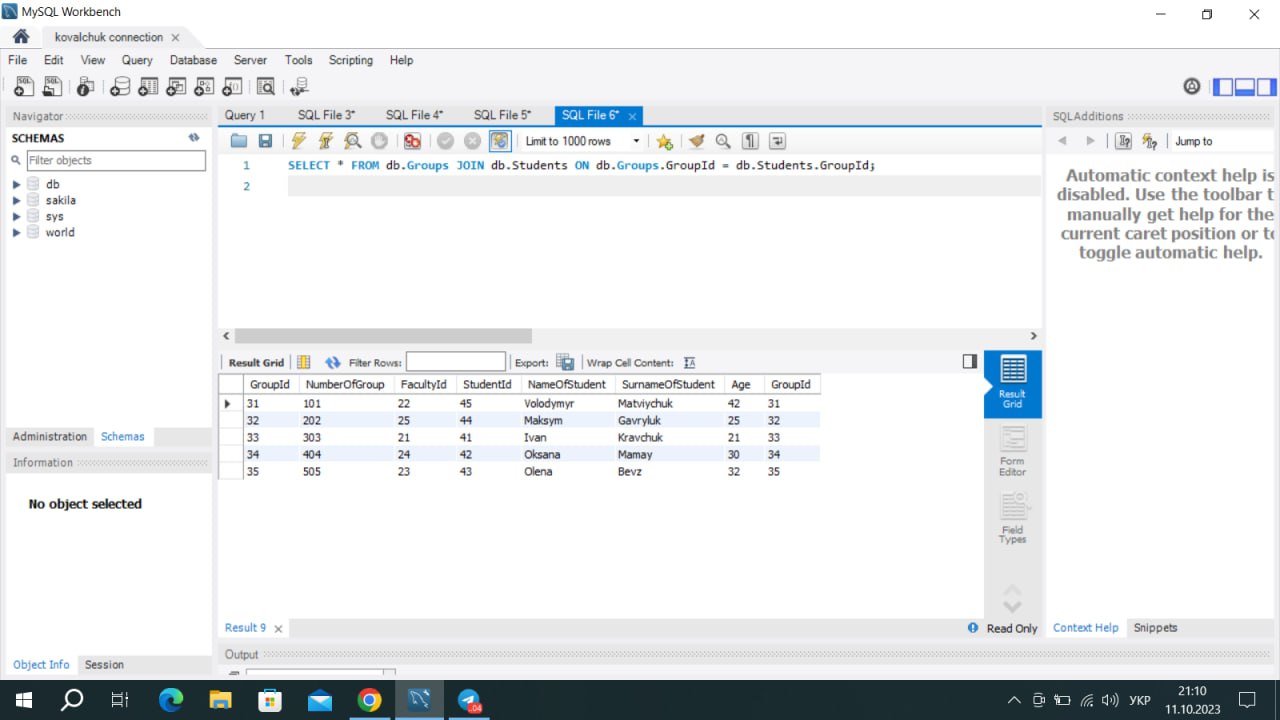 MySQL Workbench
kovalchuk connection
File Edit View Query Database Server Tools Scripting Help
Navigator
SCHEMAS
Filter objects
db
sakila
sys
world
Administration Schemas
Information
No object selected
Object Info Session
Query 1 SQL File 3* SQL File 4* SQL File 5* SQL File 6*
Limit to 1000 rows
1 SELECT * FROM db.Groups JOIN db.Students ON db.Groups.GroupId = db.Students.GroupId;
2
Result Grid Filter Rows: Export: Wrap Cell Content:
GroupId NumberOfGroup FacultyId StudentId NameOfStudent SurnameOfStudent Age GroupId
31 101 22 45 Volodymyr Matviychuk 42 31
32 202 25 44 Maksym Gavryluk 25 32
33 303 21 41 Ivan Kravchuk 21 33
34 404 24 42 Oksana Mamay 30 34
35 505 23 43 Olena Bevz 32 35
Result
Grid
Form
Editor
Field
Types
Result 9
Read Only
Output
SQLAdditions
Jump to
Automatic context help is
disabled. Use the toolbar t
manually get help for the
current caret position or to
toggle automatic help.
Context Help Snippets
УКР
21:10
11.10.2023